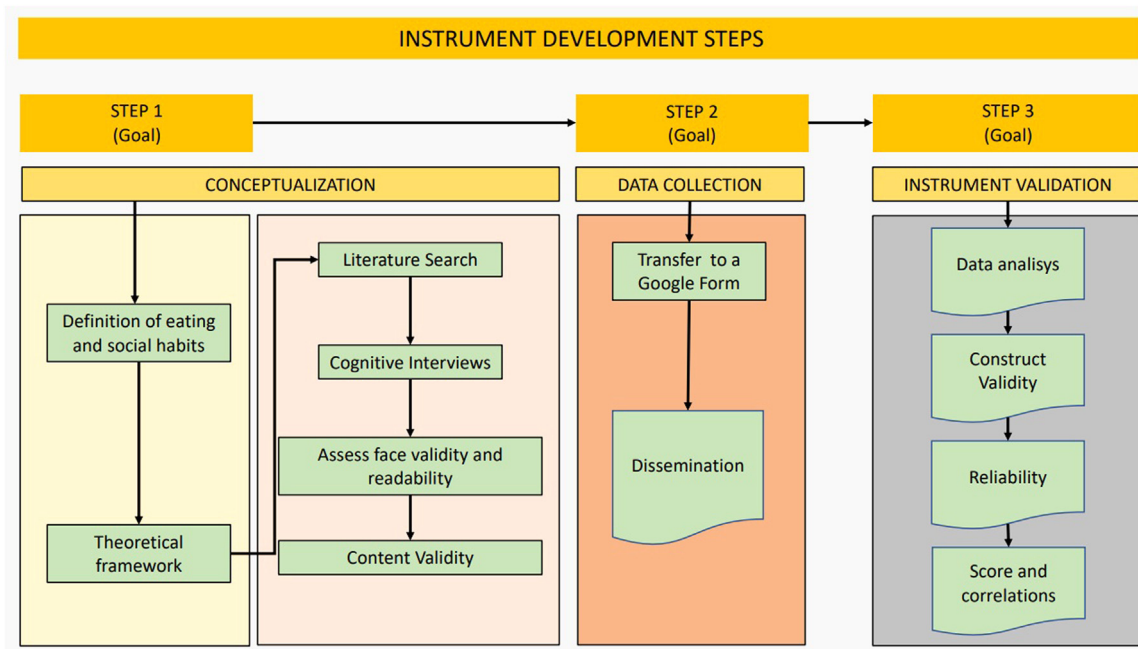 INSTRUMENT DEVELOPMENT STEPS
STEP 1
(Goal)
STEP 2
(Goal)
STEP 3
(Goal)
CONCEPTUALIZATION
DATA COLLECTION
INSTRUMENT VALIDATION
Definition of eating
and social habits
Theoretical
framework
Literature Search
Cognitive Interviews
Assess face validity and
readability
Content Validity
Transfer to a
Google Form
Dissemination
Data analisys
Construct
Validity
Reliability
Score and
correlations